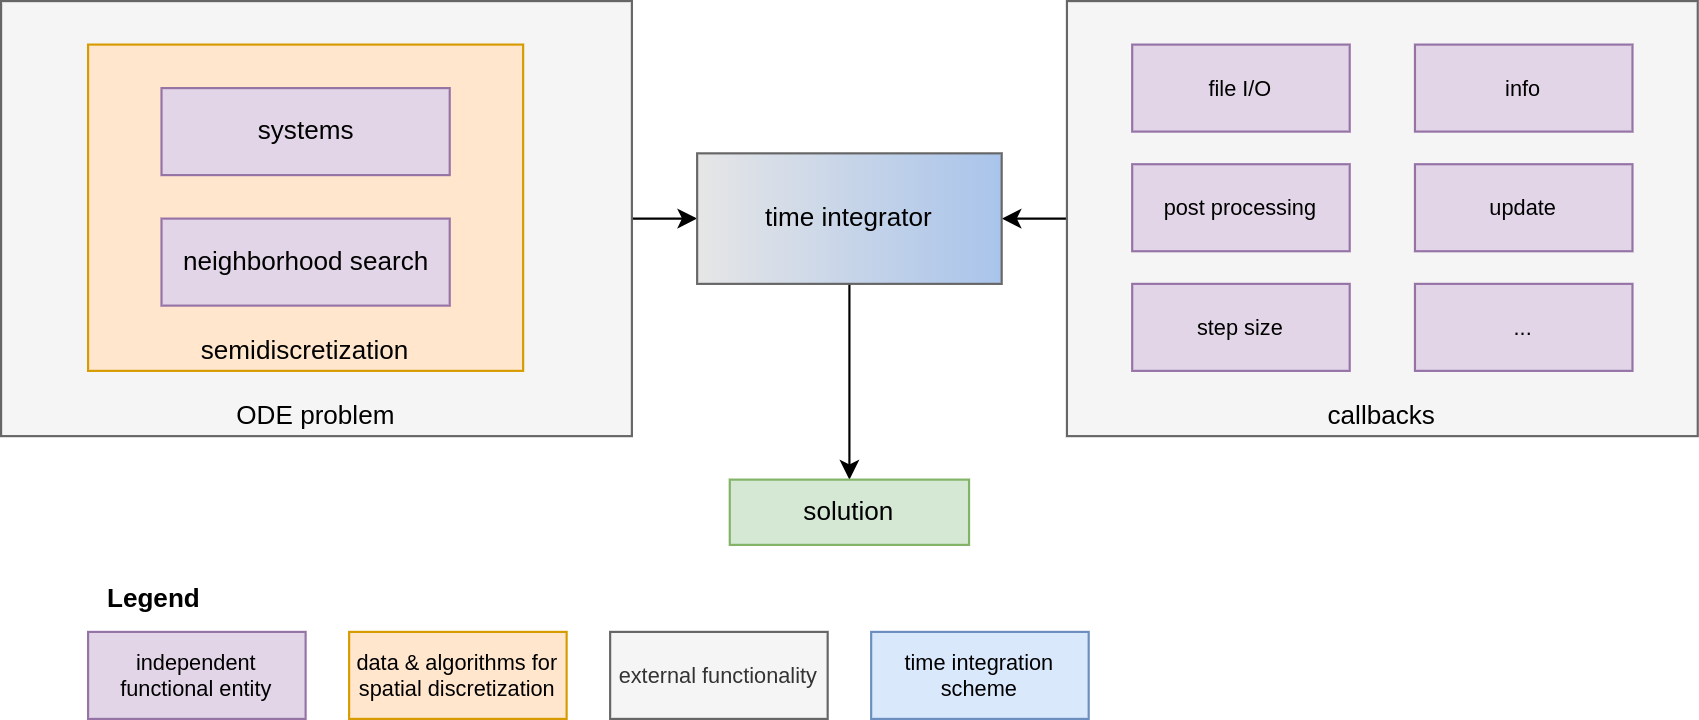 systems
neighborhood search
semidiscretization
ODE problem
time integrator
file I/O
info
post processing
update
step size
...
callbacks
solution
Legend
independent
functional entity
data & algorithms for
spatial discretization
external functionality
time integration
scheme